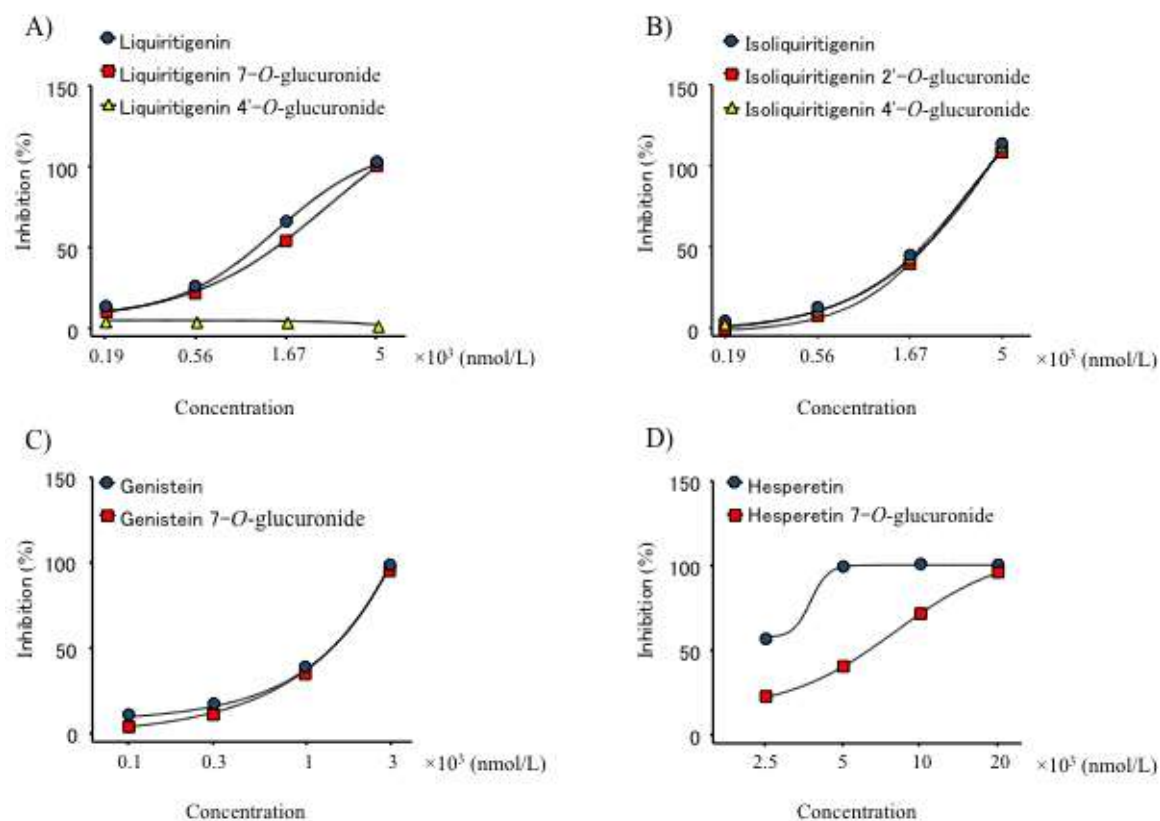 A)
Liquiritigenin
Liquiritigenin 7-O-glucuronide
Liquiritigenin 4'-O-glucuronide
150
100
50
0
Inhibition (%)
0.19 0.56 1.67 5 ×10³ (nmol/L)
Concentration
B)
Isoliquiritigenin
Isoliquiritigenin 2'-O-glucuronide
Isoliquiritigenin 4'-O-glucuronide
150
100
50
0
Inhibition (%)
0.19 0.56 1.67 5 ×10³ (nmol/L)
Concentration
C)
Genistein
Genistein 7-O-glucuronide
150
100
50
0
Inhibition (%)
0.1 0.3 1 3 ×10³ (nmol/L)
Concentration
D)
Hesperetin
Hesperetin 7-O-glucuronide
150
100
50
0
Inhibition (%)
2.5 5 10 20 ×10³ (nmol/L)
Concentration